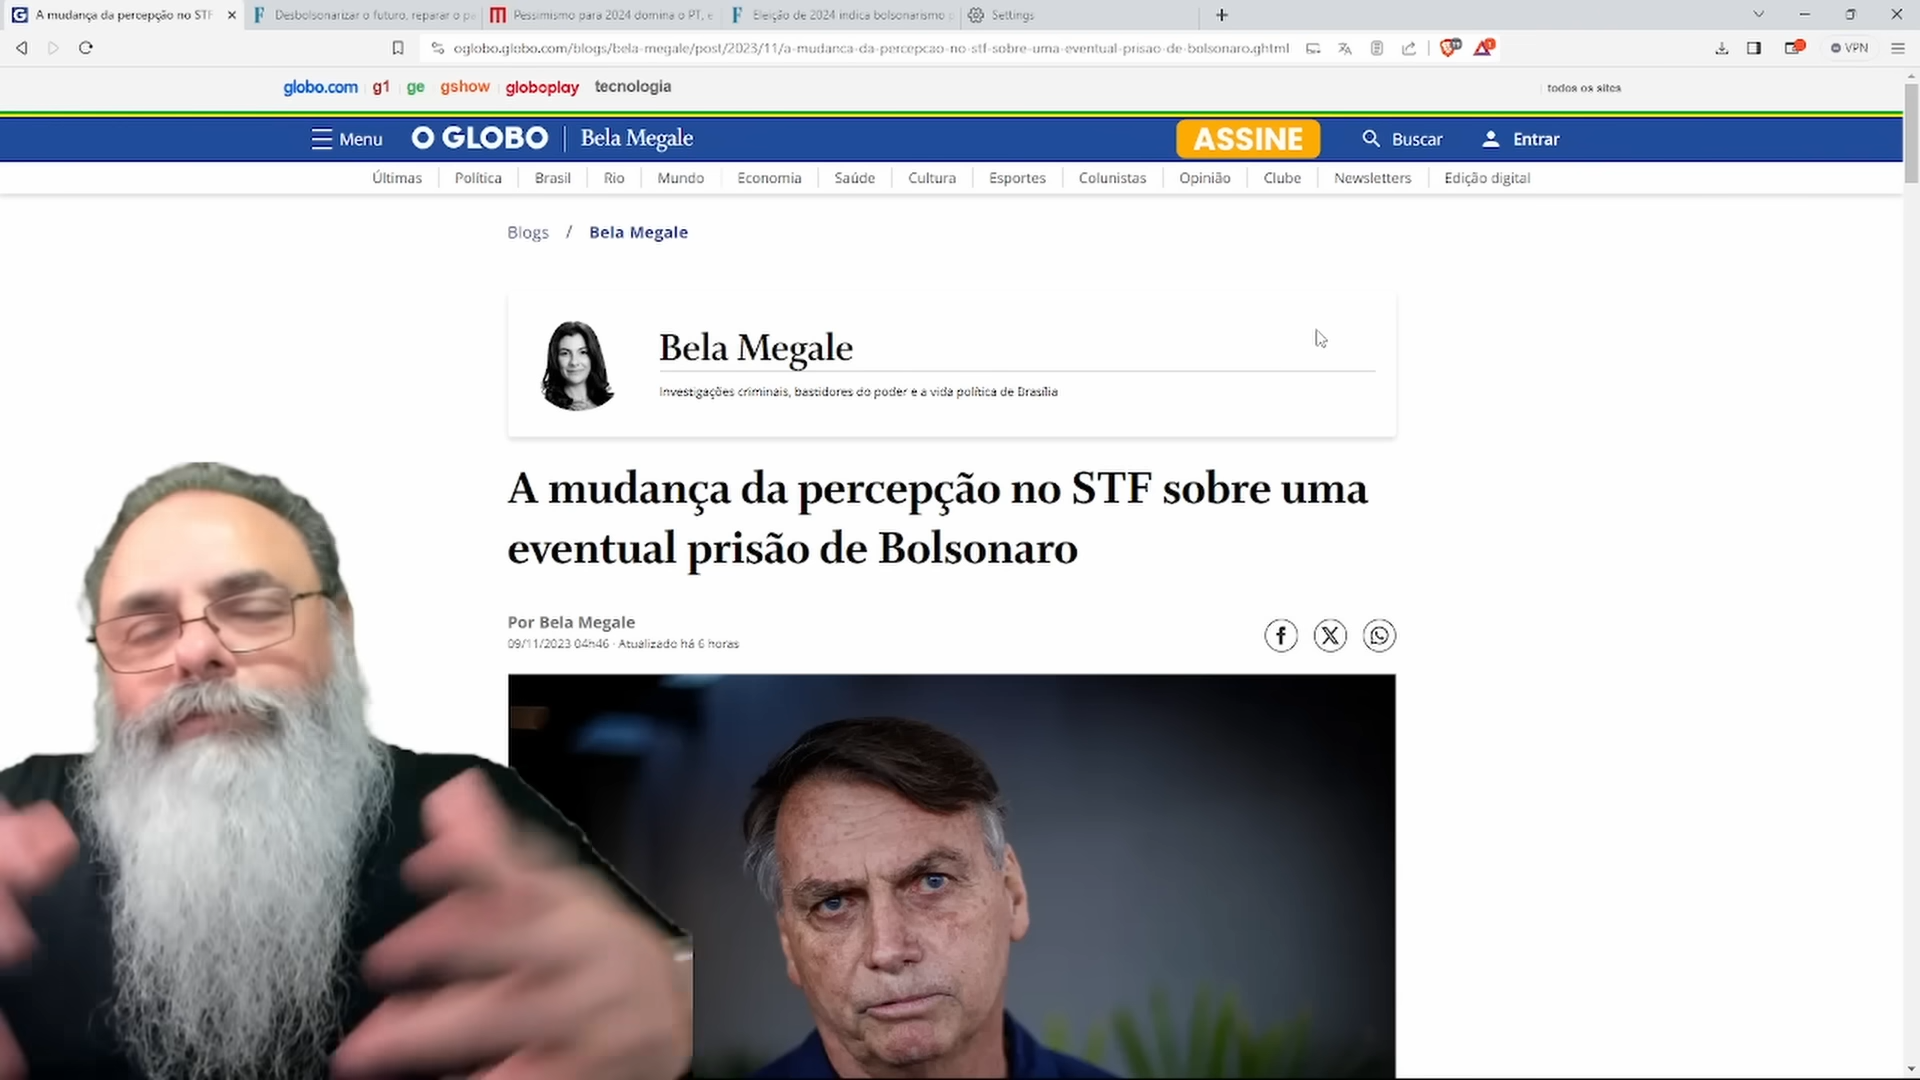 A mudança da percepção no STF
Desbolsonarizar o futuro, reparar o pa
Pessimismo para 2024 domina o PT, e
Eleição de 2024 indica bolsonarismo p
Settings
oglobo.globo.com/blogs/bela-megale/post/2023/11/a-mudanca-da-percepcao-no-stf-sobre-uma-eventual-prisao-de-bolsonaro.ghtml
VPN
globo.com g1 ge gshow globoplay tecnologia
todos os sites
Menu O GLOBO Bela Megale ASSINE Buscar Entrar
Últimas Política Brasil Rio Mundo Economia Saúde Cultura Esportes Colunistas Opinião Clube Newsletters Edição digital
Blogs / Bela Megale
Bela Megale
Investigações criminais, bastidores do poder e a vida política de Brasília
A mudança da percepção no STF sobre uma
eventual prisão de Bolsonaro
Por Bela Megale
09/11/2023 04h46 · Atualizado há 6 horas